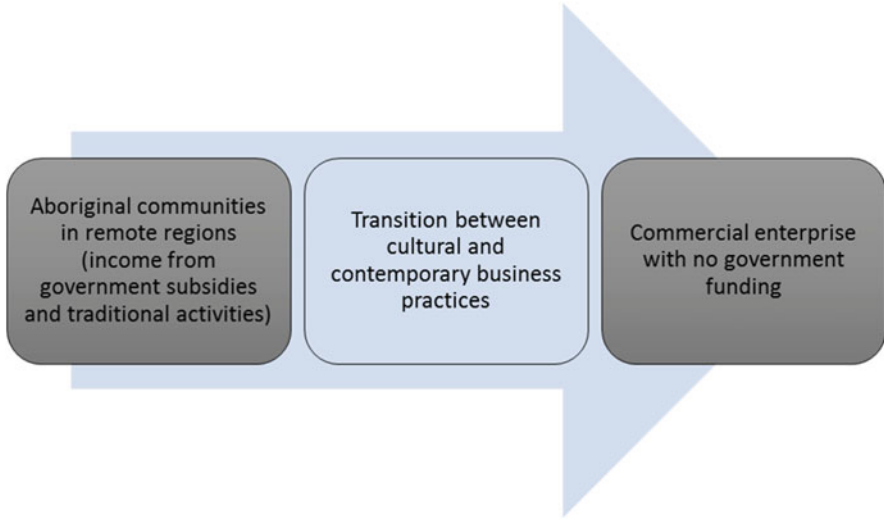 Aboriginal communities
in remote regions
(income from
government subsidies
and traditional activities)
Transition between
cultural and
contemporary business
practices
Commercial enterprise
with no government
funding